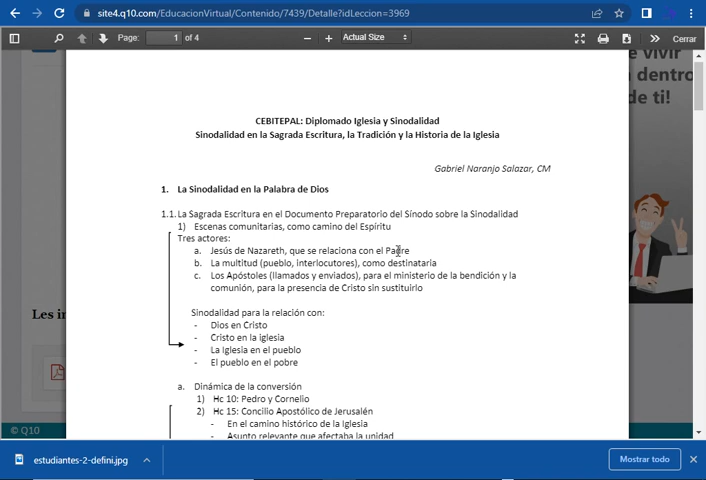 site4.q10.com/EducacionVirtual/Contenido/7439/Detalle?idLeccion=3969
Page: 1 of 4 Actual Size Cerrar
vivir
dentro
de ti!
CEBITEPAL: Diplomado Iglesia y Sinodalidad
Sinodalidad en la Sagrada Escritura, la Tradición y la Historia de la Iglesia
Gabriel Naranjo Salazar, CM
1. La Sinodalidad en la Palabra de Dios
1.1. La Sagrada Escritura en el Documento Preparatorio del Sínodo sobre la Sinodalidad
1) Escenas comunitarias, como camino del Espíritu
Tres actores:
a. Jesús de Nazareth, que se relaciona con el Padre
b. La multitud (pueblo, interlocutores), como destinataria
c. Los Apóstoles (llamados y enviados), para el ministerio de la bendición y la
comunión, para la presencia de Cristo sin sustituirlo
Sinodalidad para la relación con:
- Dios en Cristo
- Cristo en la iglesia
Les i
- La Iglesia en el pueblo
- El pueblo en el pobre
a. Dinámica de la conversión
1) Hc 10: Pedro y Cornelio
2) Hc 15: Concilio Apostólico de Jerusalén
- En el camino histórico de la Iglesia
- Asunto relevante que afectaba la unidad
© Q10
estudiantes-2-defini.jpg
Mostrar todo